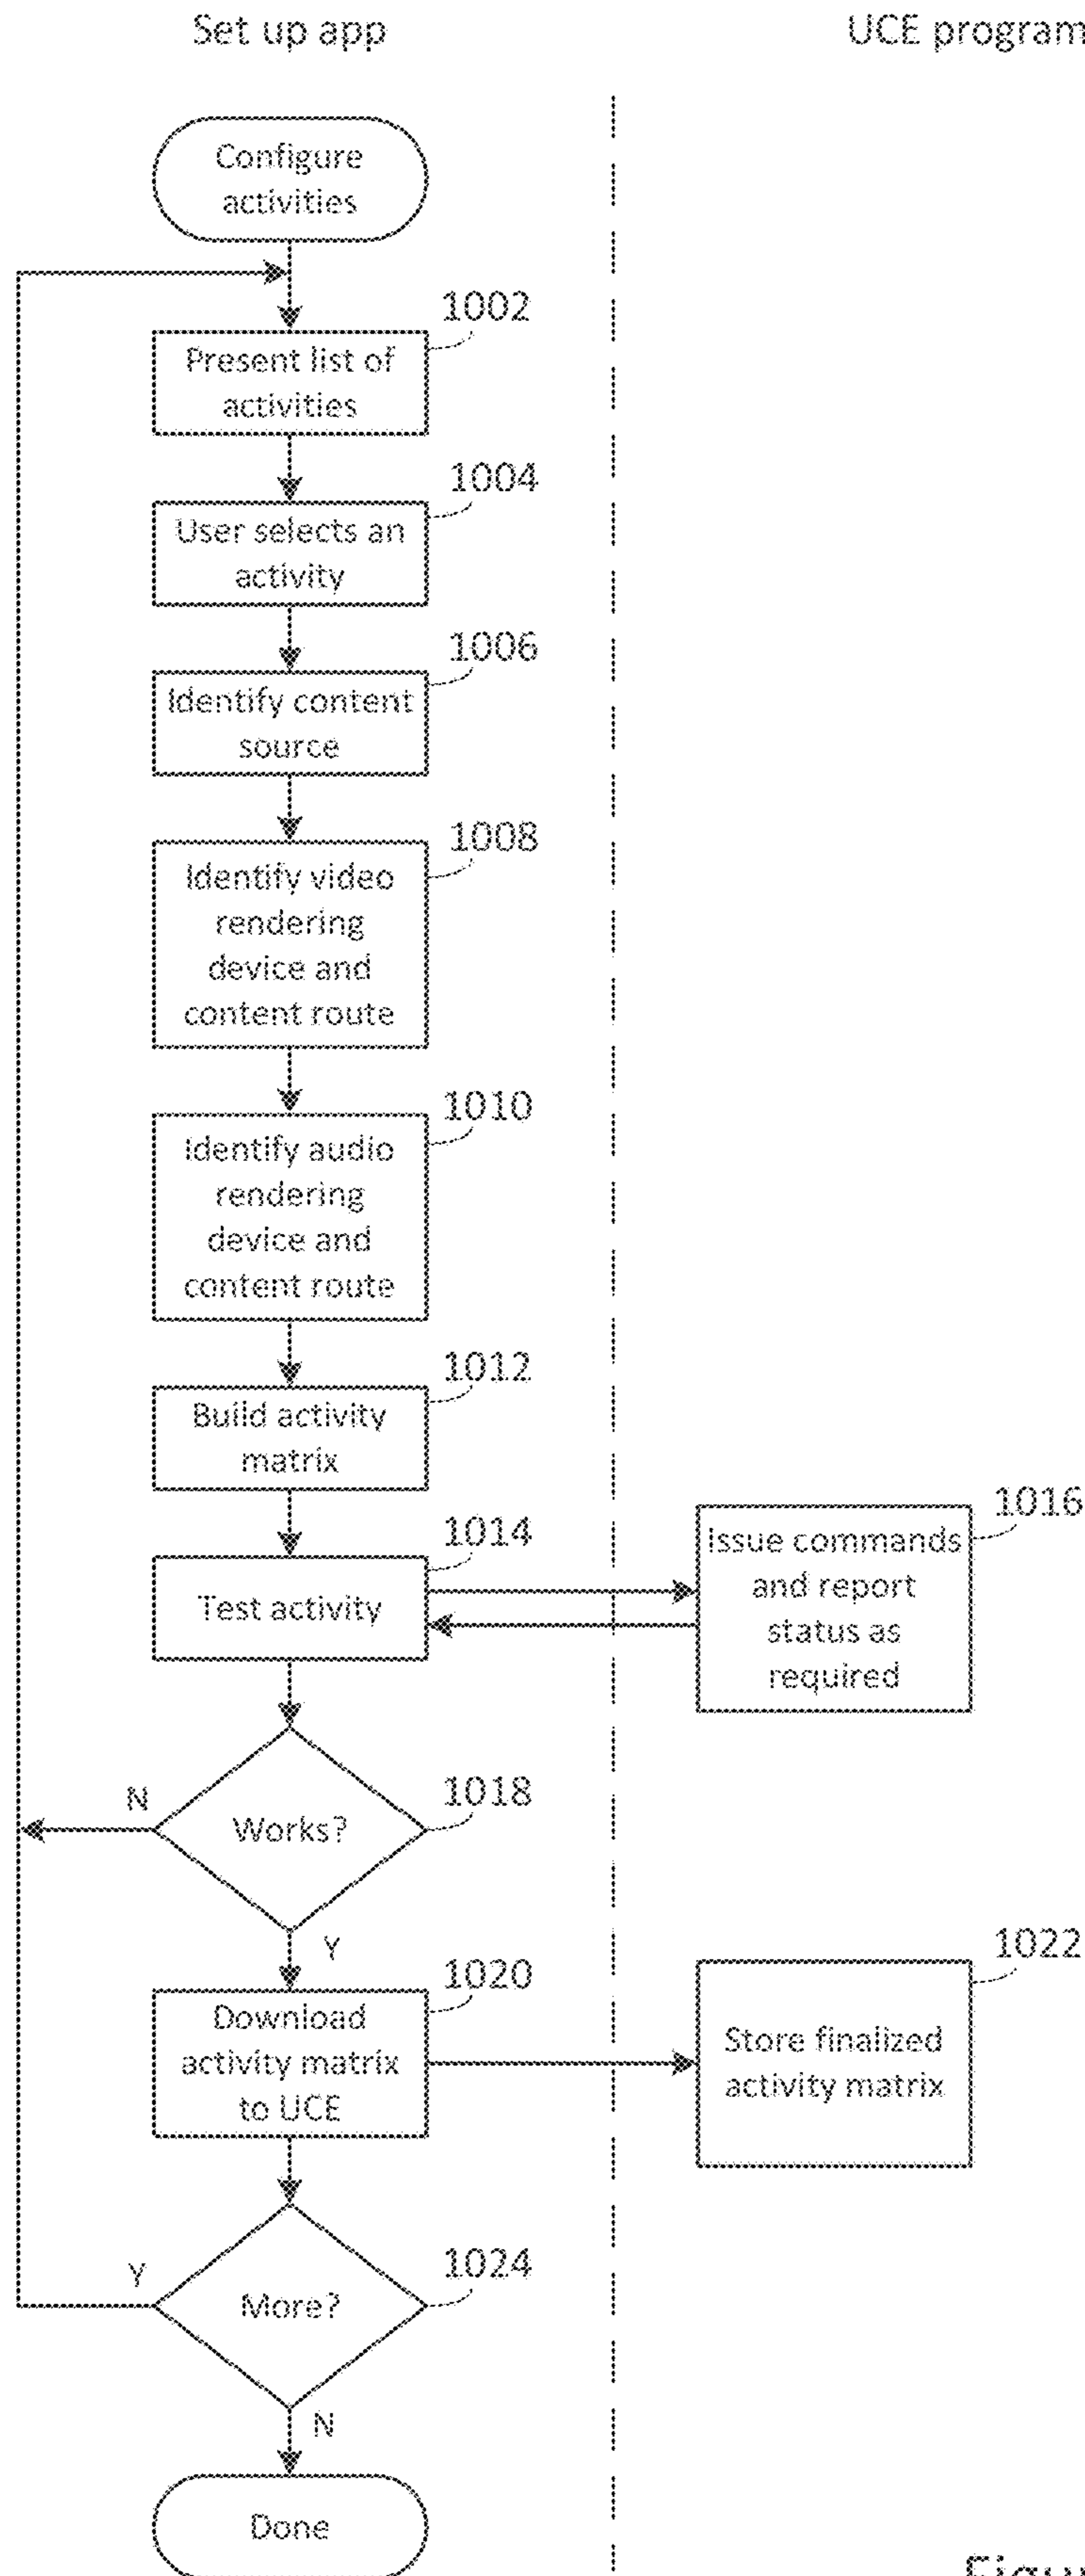 Set up app
UCE program
Configure
activities
1002
Present list of
activities
1004
User selects an
activity
1006
Identify content
source
1008
Identify video
rendering
device and
content route
1010
Identify audio
rendering
device and
content route
1012
Build activity
matrix
1014
Test activity
1016
Issue commands
and report
status as
required
1018
Works?
N
Y
1020
Download
activity matrix
to UCE
1022
Store finalized
activity matrix
1024
More?
Y
N
Done